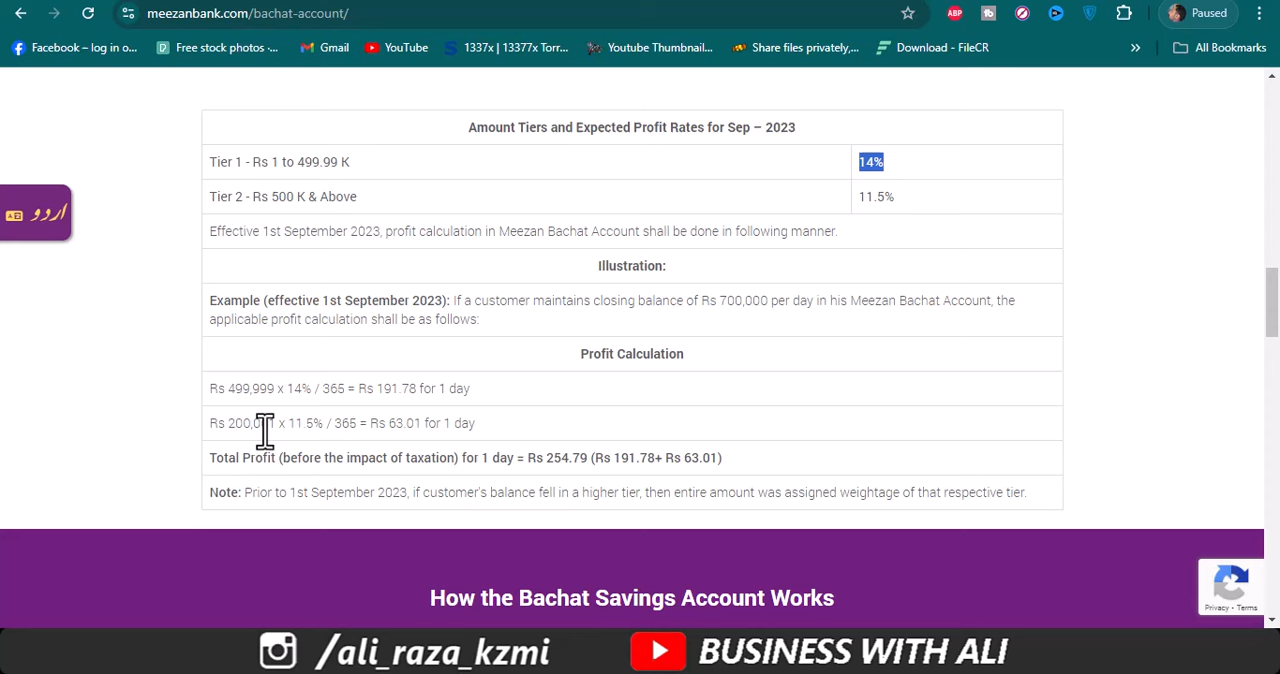 meezanbank.com/bachat-account/
ABP
Paused
Facebook – log in o...
Free stock photos -...
Gmail
YouTube
1337x | 13377x Torr...
Youtube Thumbnail...
Share files privately,...
Download - FileCR
»
All Bookmarks
Amount Tiers and Expected Profit Rates for Sep – 2023
Tier 1 - Rs 1 to 499.99 K 14%
Tier 2 - Rs 500 K & Above 11.5%
اردو
Effective 1st September 2023, profit calculation in Meezan Bachat Account shall be done in following manner.
Illustration:
Example (effective 1st September 2023): If a customer maintains closing balance of Rs 700,000 per day in his Meezan Bachat Account, the
applicable profit calculation shall be as follows:
Profit Calculation
Rs 499,999 x 14% / 365 = Rs 191.78 for 1 day
Rs x 11.5% / 365 = Rs 63.01 for 1 day
Total Profit (before the impact of taxation) for 1 day = Rs 254.79 (Rs 191.78+ Rs 63.01)
Note: Prior to 1st September 2023, if customer's balance fell in a higher tier, then entire amount was assigned weightage of that respective tier.
How the Bachat Savings Account Works
Privacy - Terms
/ali_raza_kzmi
BUSINESS WITH ALI